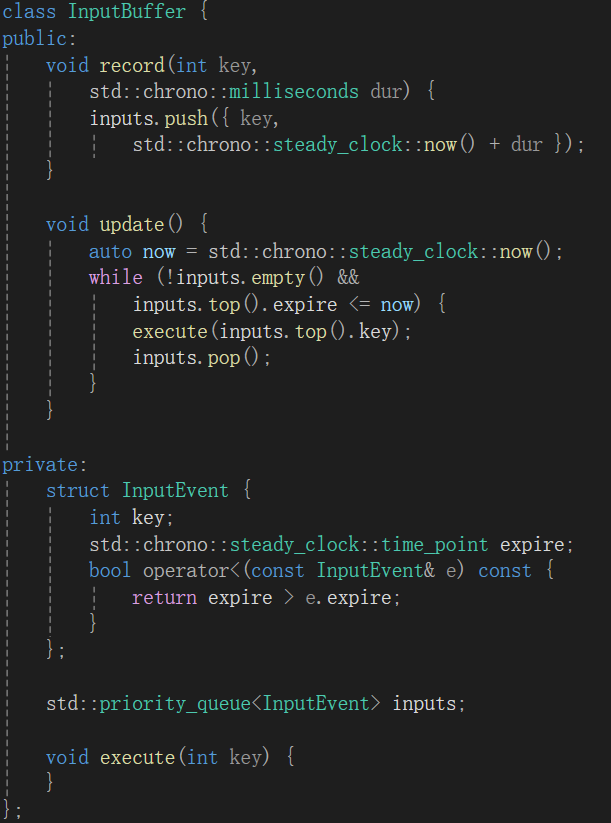 class InputBuffer {
public:
    void record(int key,
        std::chrono::milliseconds dur) {
        inputs.push({ key,
            std::chrono::steady_clock::now() + dur });
    }

    void update() {
        auto now = std::chrono::steady_clock::now();
        while (!inputs.empty() &&
            inputs.top().expire <= now) {
            execute(inputs.top().key);
            inputs.pop();
        }
    }

private:
    struct InputEvent {
        int key;
        std::chrono::steady_clock::time_point expire;
        bool operator<(const InputEvent& e) const {
            return expire > e.expire;
        }
    };

    std::priority_queue<InputEvent> inputs;

    void execute(int key) {
    }
};